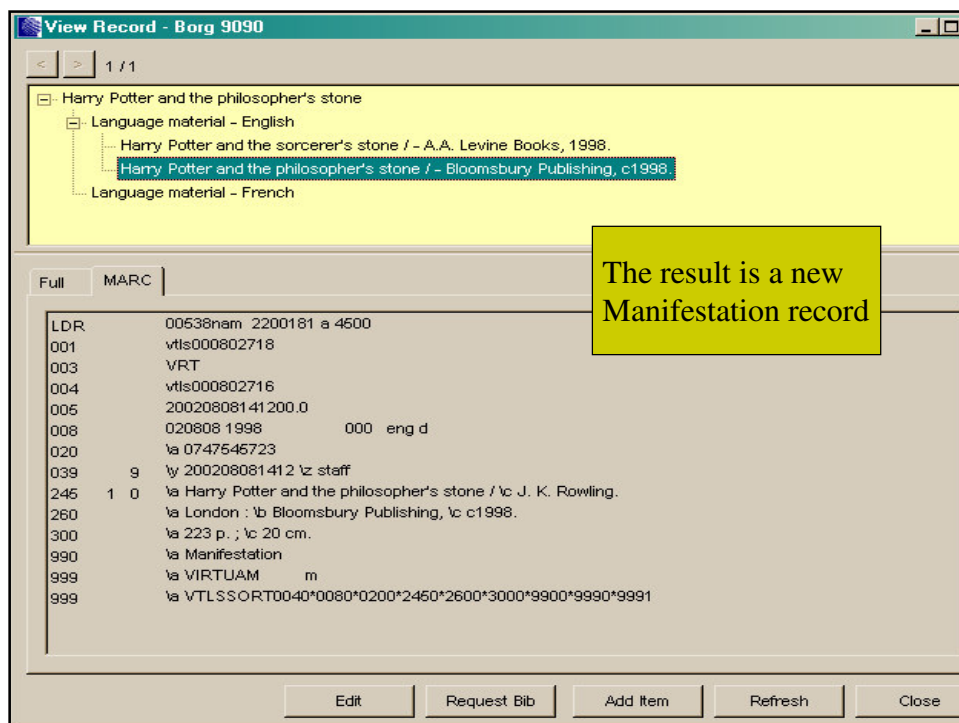 View Record - Borg 9090
< > 1 / 1
Harry Potter and the philosopher's stone
Language material - English
Harry Potter and the sorcerer's stone / - A.A. Levine Books, 1998.
Harry Potter and the philosopher's stone / - Bloomsbury Publishing, c1998.
Language material - French
The result is a new
Manifestation record
Full MARC
LDR 00538nam 2200181 a 4500
001 vtls000802718
003 VRT
004 vtls000802716
005 20020808141200.0
008 020808 1998 000 eng d
020 \a 0747545723
039 9 \y 200208081412 \z staff
245 1 0 \a Harry Potter and the philosopher's stone / \c J. K. Rowling.
260 \a London : \b Bloomsbury Publishing, \c c1998.
300 \a 223 p. ; \c 20 cm.
990 \a Manifestation
999 \a VIRTUAM m
999 \a VTLSSORT0040*0080*0200*2450*2600*3000*9900*9990*9991
Edit Request Bib Add Item Refresh Close